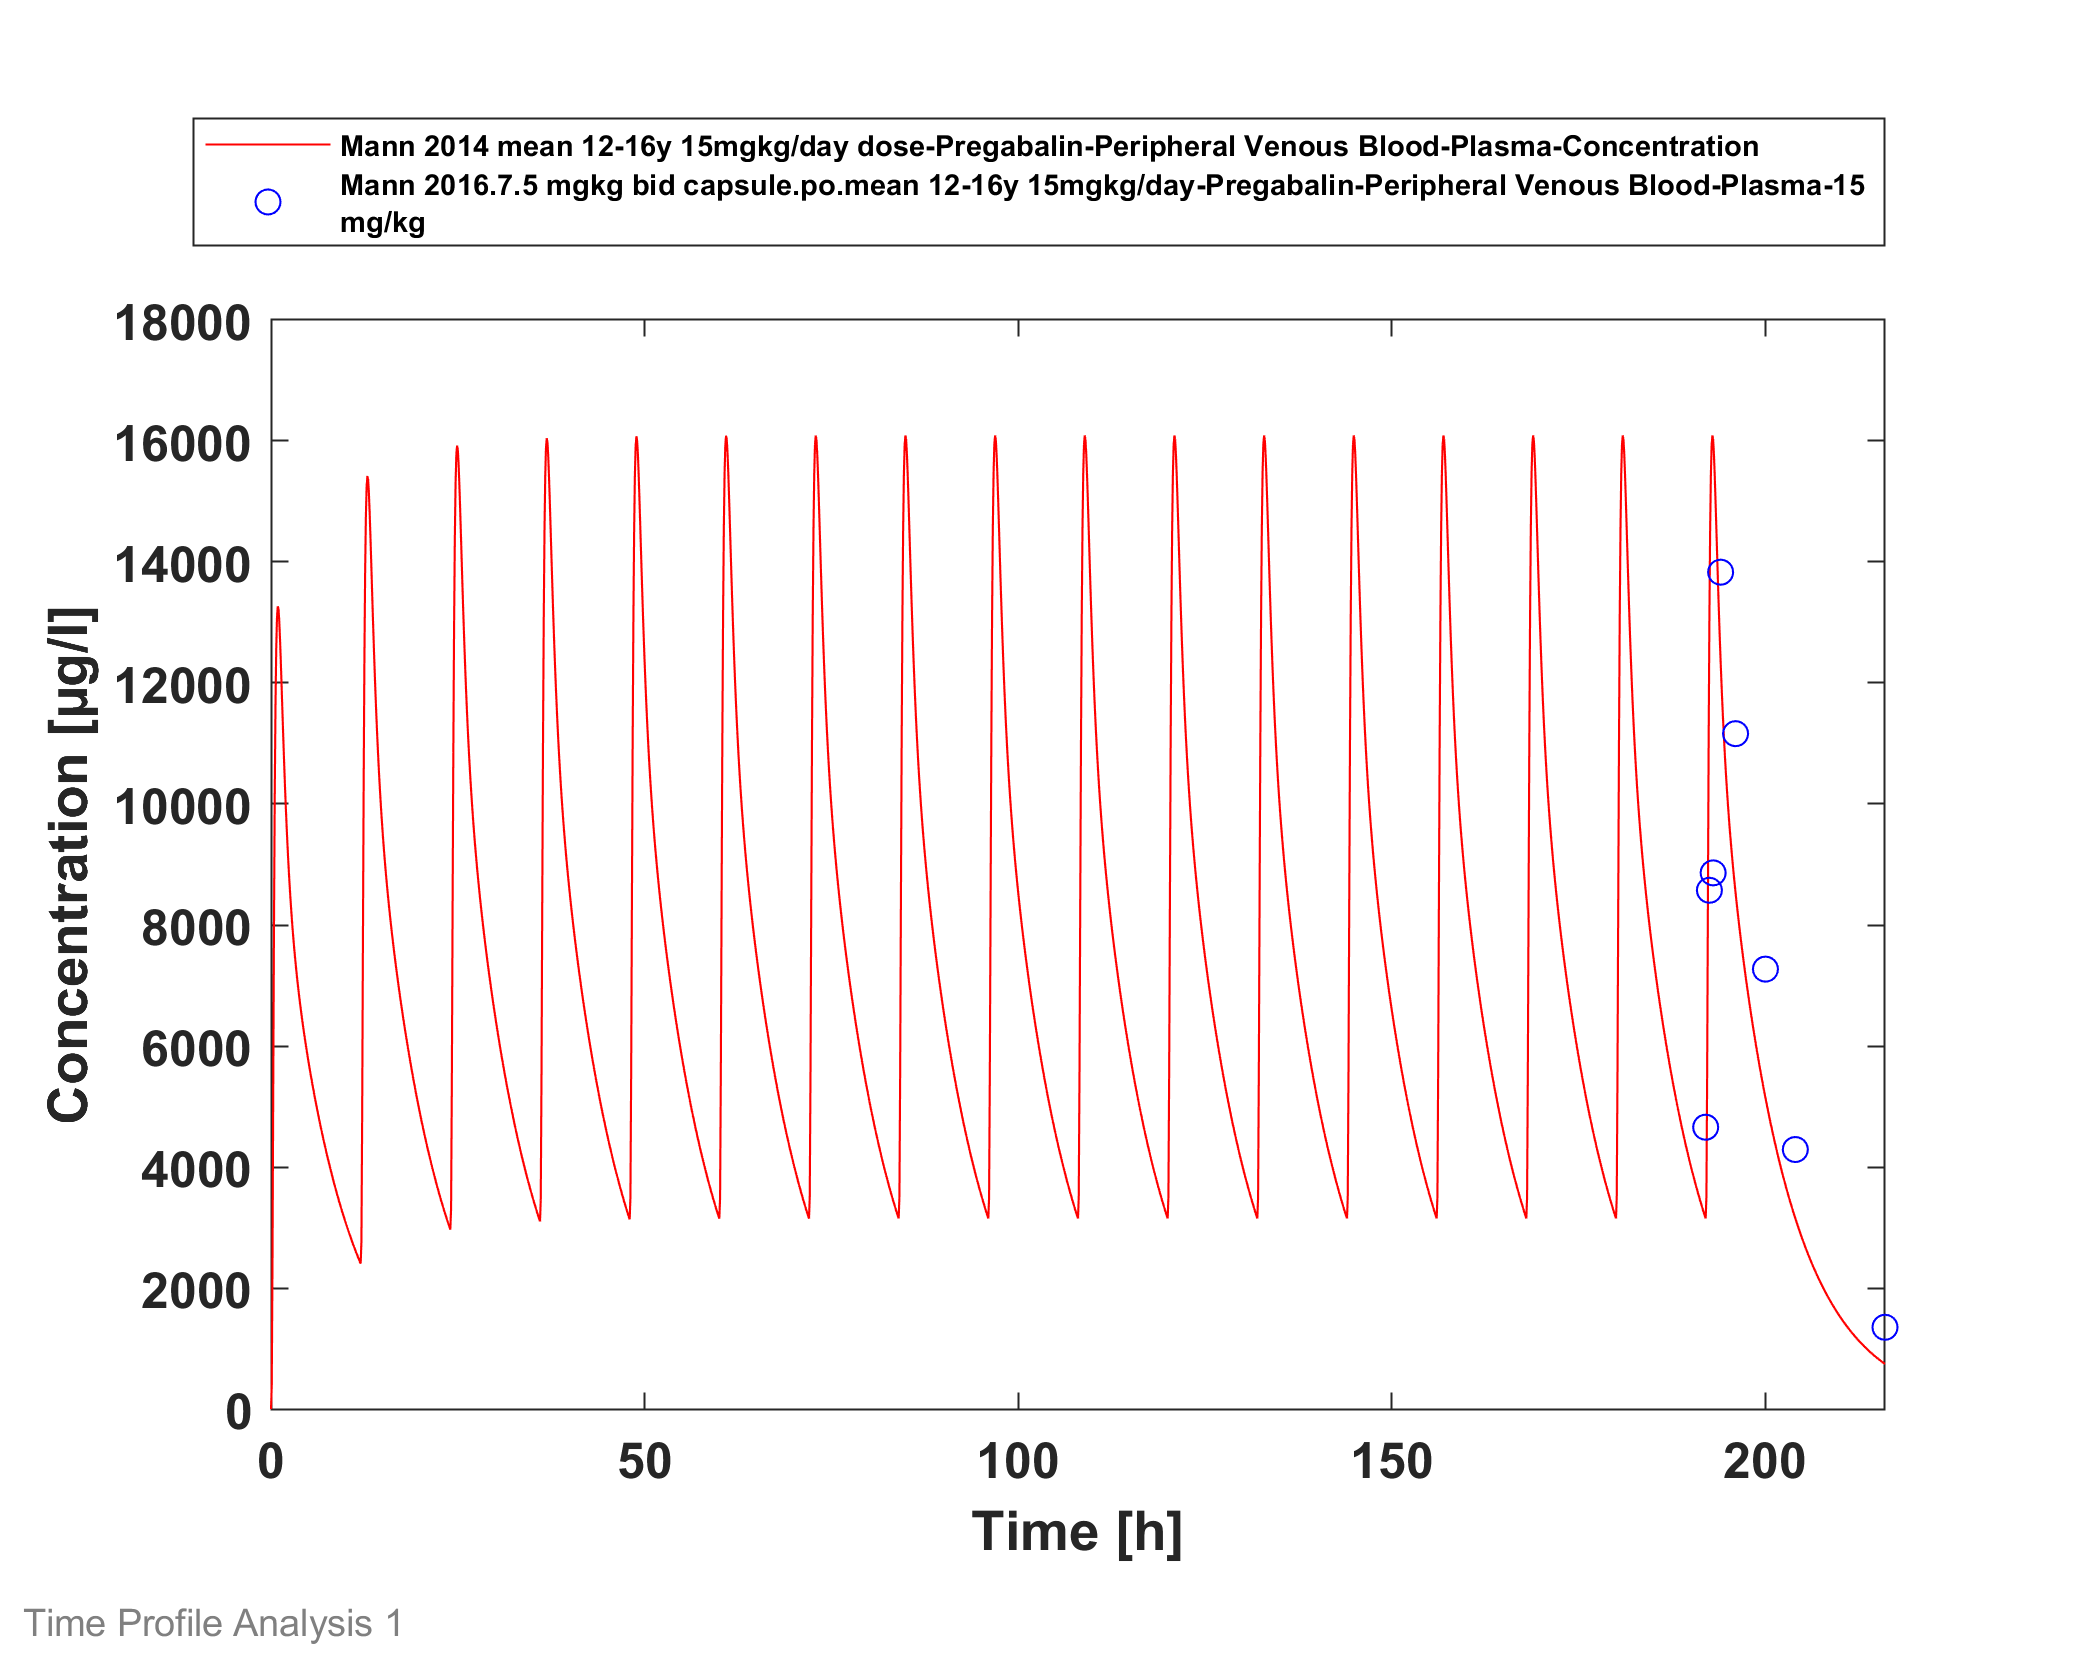 Mann 2014 mean 12-16y 15mgkg/day dose-Pregabalin-Peripheral Venous Blood-Plasma-Concentration
Mann 2016.7.5 mgkg bid capsule.po.mean 12-16y 15mgkg/day-Pregabalin-Peripheral Venous Blood-Plasma-15
mg/kg
18000
16000
14000
12000
10000
8000
6000
4000
2000
0
Concentration [µg/l]
0 50 100 150 200
Time [h]
Time Profile Analysis 1